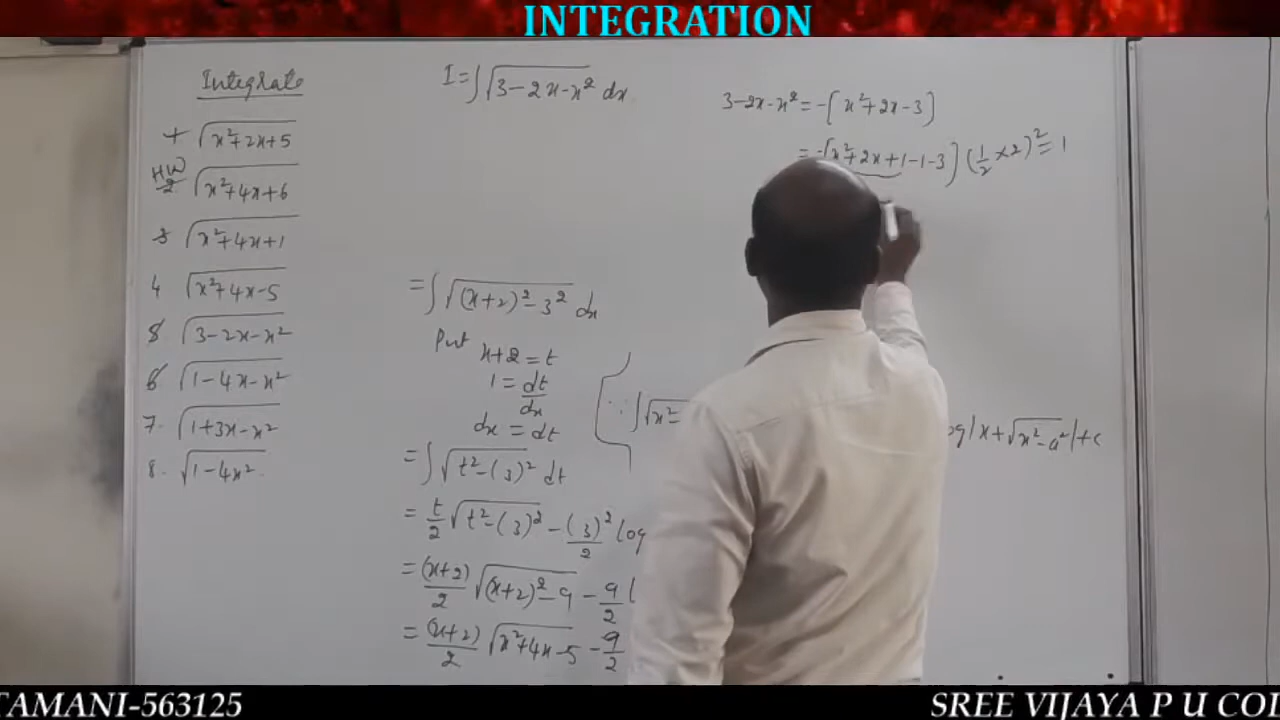 INTEGRATION
Integrate
1 √(x²+2x+5)
HW 2 √(x²+4x+6)
3 √(x²+4x+1)
4 √(x²+4x-5)
5 √(3-2x-x²)
6 √(1-4x-x²)
7. √(1+3x-x²)
8. √(1-4x²)
I = ∫√(3-2x-x²) dx
= ∫√((x+2)²-3²) dx
Put x+2 = t
1 = dt/dx
dx = dt
= ∫√(t²-(3)²) dt
= t/2 √(t²-(3)²) - (3)²/2 log
= (x+2)/2 √((x+2)²-9) - 9/2
= (x+2)/2 √(x²+4x-5) - 9/2
∵ ∫√(x²-
og|x+√(x²-a²)|+c
3-2x-x² = -[x²+2x-3]
= -[x²+2x+1-1-3] (1/2 ×2)² = 1
TAMANI-563125
SREE VIJAYA P U COL